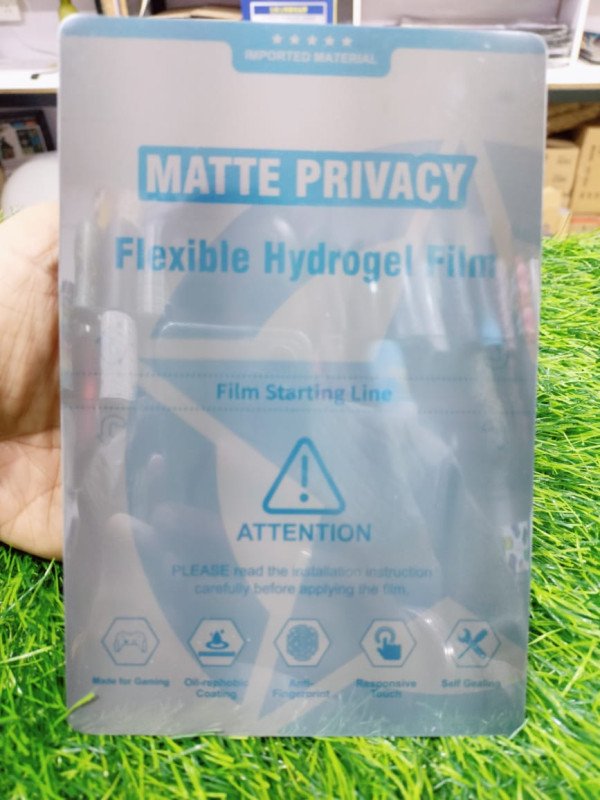 IMPORTED MATERIAL
MATTE PRIVACY
Flexible Hydrogel Film
Film Starting Line
ATTENTION
PLEASE read the installation instruction
carefully before applying the film.
Made for Gaming
Oil-rephobic
Coating
Anti-
Fingerprint
Responsive
Touch
Self Gealing